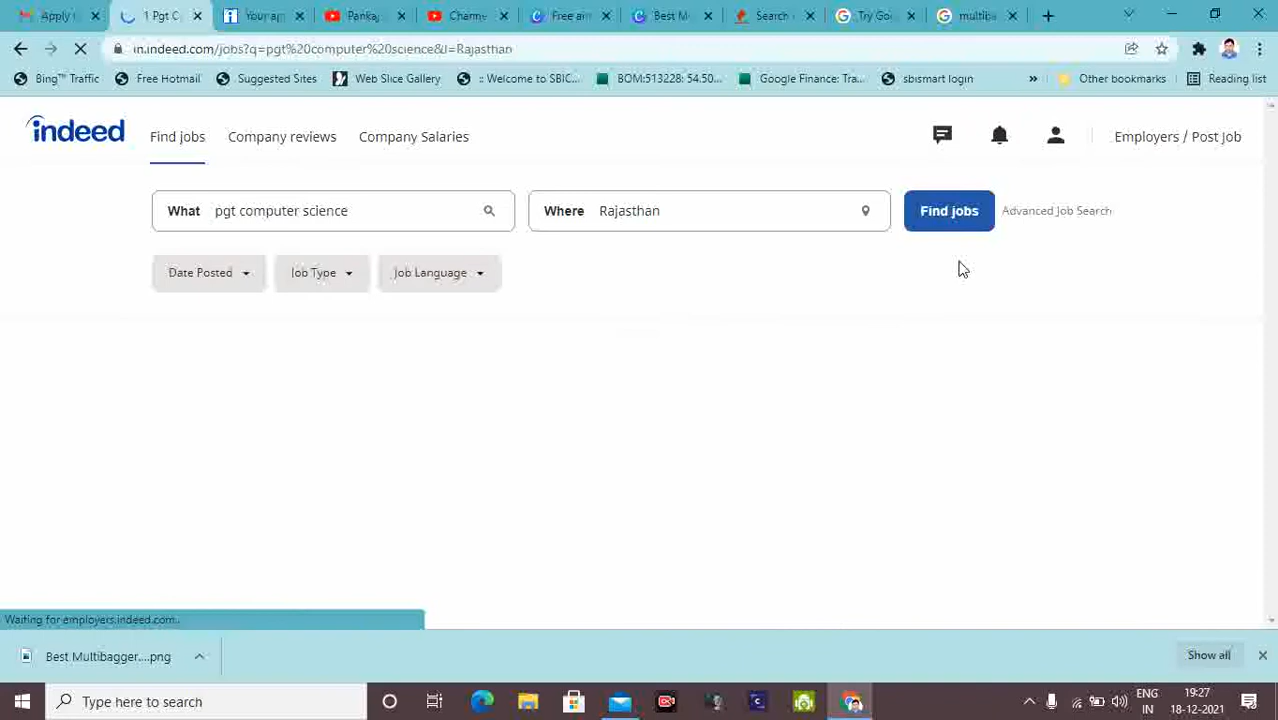 Apply
1 Pgt C
Your ap
Pankaj
Charme
Free an
Best M
Search
Try Goo
multiba
in.indeed.com/jobs?q=pgt%20computer%20science&l=Rajasthan
Bing™ Traffic
Free Hotmail
Suggested Sites
Web Slice Gallery
:: Welcome to SBIC...
BOM:513228: 54.50...
Google Finance: Tra...
sbismart login
»
Other bookmarks
Reading list
indeed
Find jobs
Company reviews
Company Salaries
Employers / Post Job
What pgt computer science
Where Rajasthan
Find jobs
Advanced Job Search
Date Posted
Job Type
Job Language
Waiting for employers.indeed.com...
Best Multibagger....png
Show all
Type here to search
ENG
IN
19:27
18-12-2021